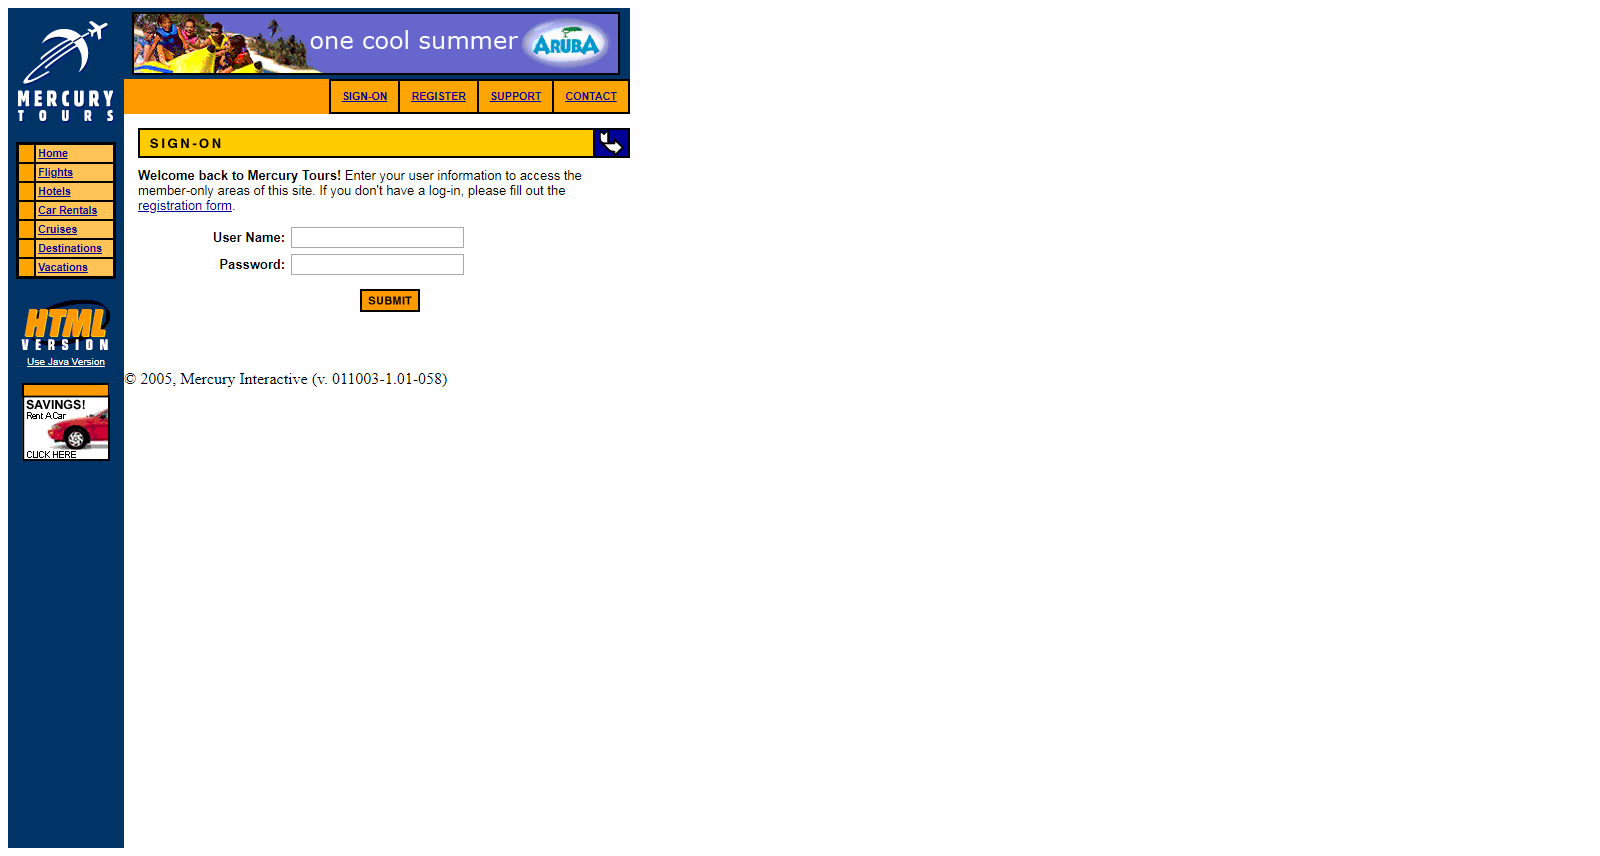 MERCURY
TOURS
one cool summer
ARUBA
SIGN-ON
REGISTER
SUPPORT
CONTACT
Home
Flights
Hotels
Car Rentals
Cruises
Destinations
Vacations
HTML
VERSION
Use Java Version
SAVINGS!
Rent A Car
CLICK HERE
SIGN-ON
Welcome back to Mercury Tours! Enter your user information to access the
member-only areas of this site. If you don't have a log-in, please fill out the
registration form.
User Name:
Password:
SUBMIT
© 2005, Mercury Interactive (v. 011003-1.01-058)